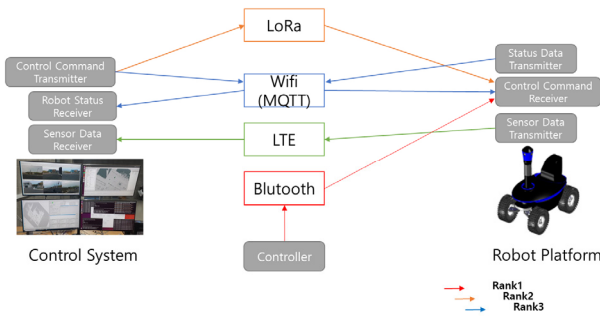 LoRa
Control Command
Transmitter
Status Data
Transmitter
Wifi
(MQTT)
Control Command
Receiver
Robot Status
Receiver
Sensor Data
Transmitter
Sensor Data
Receiver
LTE
Blutooth
Control System
Controller
Robot Platform
Rank1
Rank2
Rank3